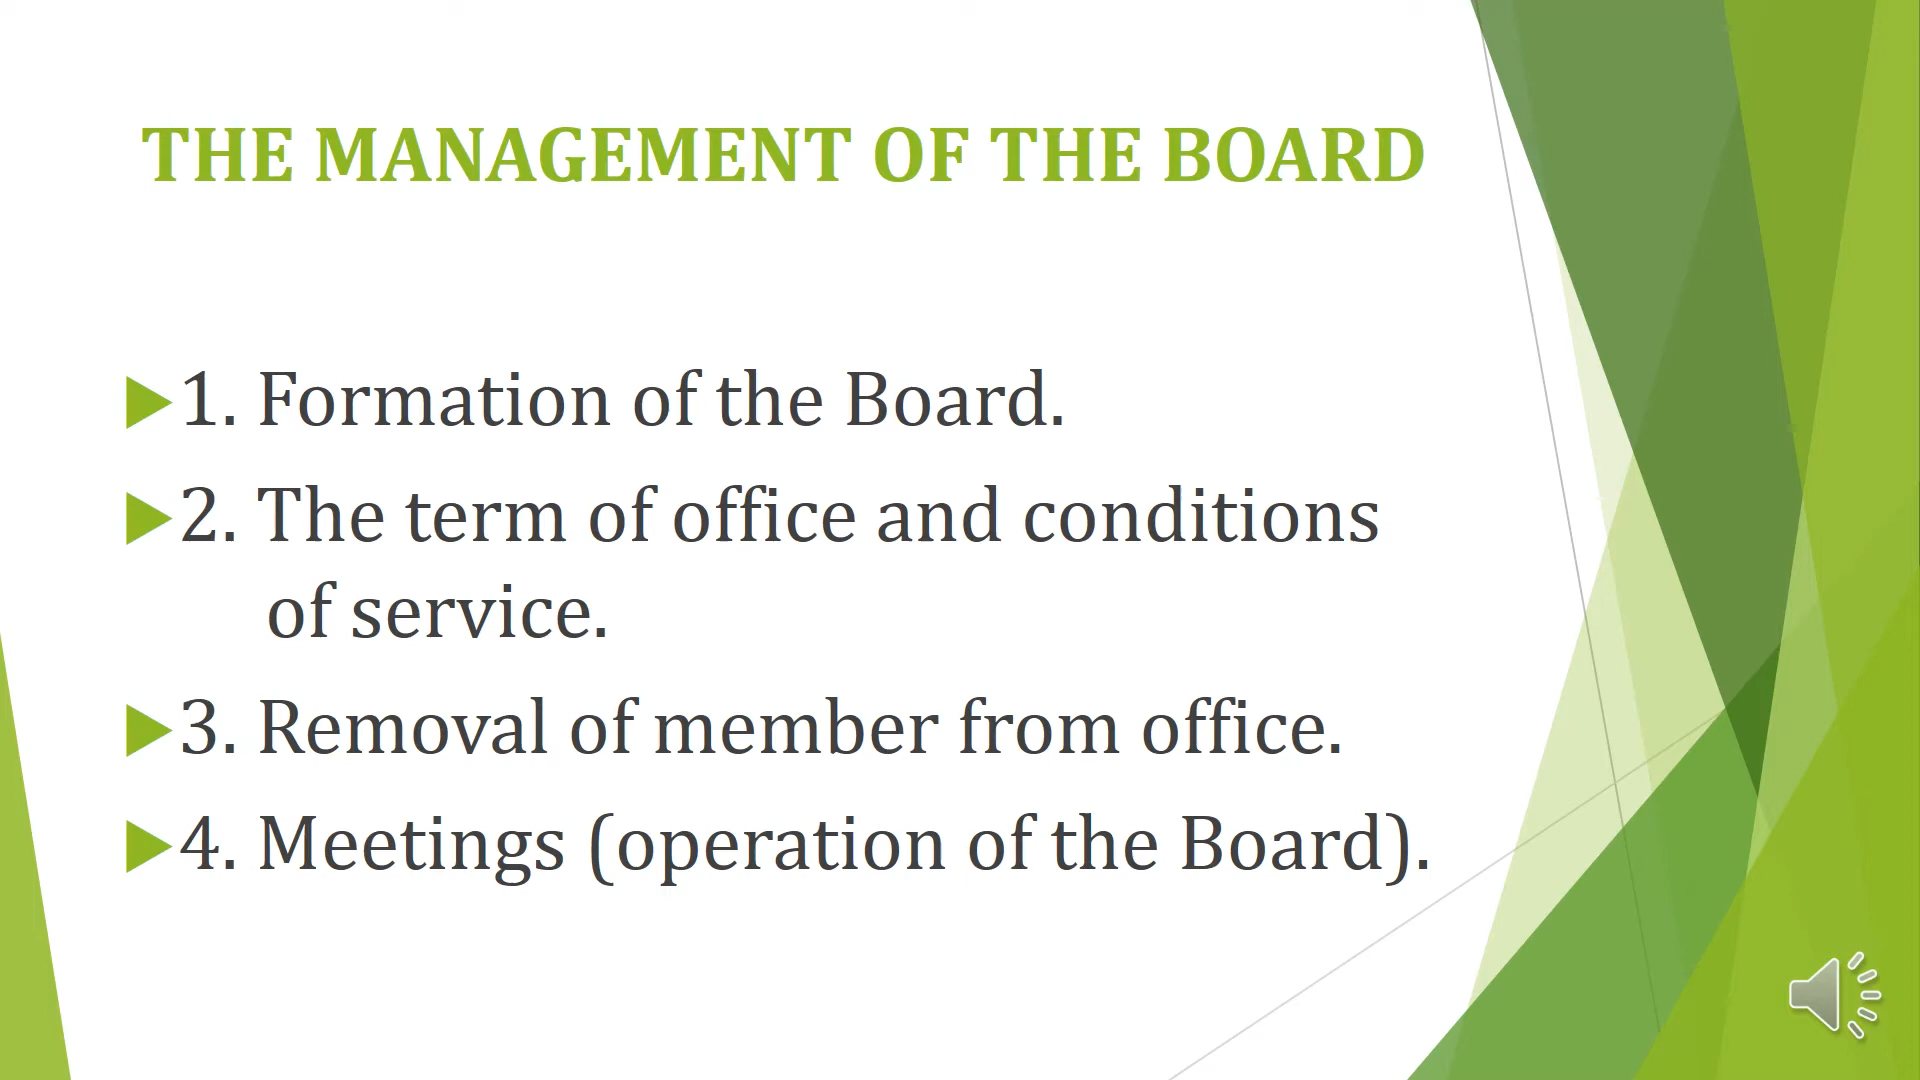 THE MANAGEMENT OF THE BOARD
1. Formation of the Board.
2. The term of office and conditions
of service.
3. Removal of member from office.
4. Meetings (operation of the Board).